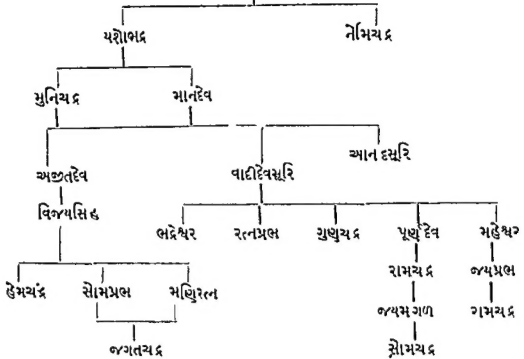 યશોભદ્ર નેમિચંદ્ર
મુનિચંદ્ર માનદેવ
આનંદસૂરિ
અજીતદેવ વાદીદેવસૂરિ
વિજયસિંહ
ભદ્રેશ્વર રત્નપ્રભ ગુણચંદ્ર પૂર્ણદેવ મહેશ્વર
હેમચંદ્ર સોમપ્રભ મણિરત્ન રામચંદ્ર જયપ્રભ
જયમંગળ રામચંદ્ર
જગતચંદ્ર સોમચંદ્ર